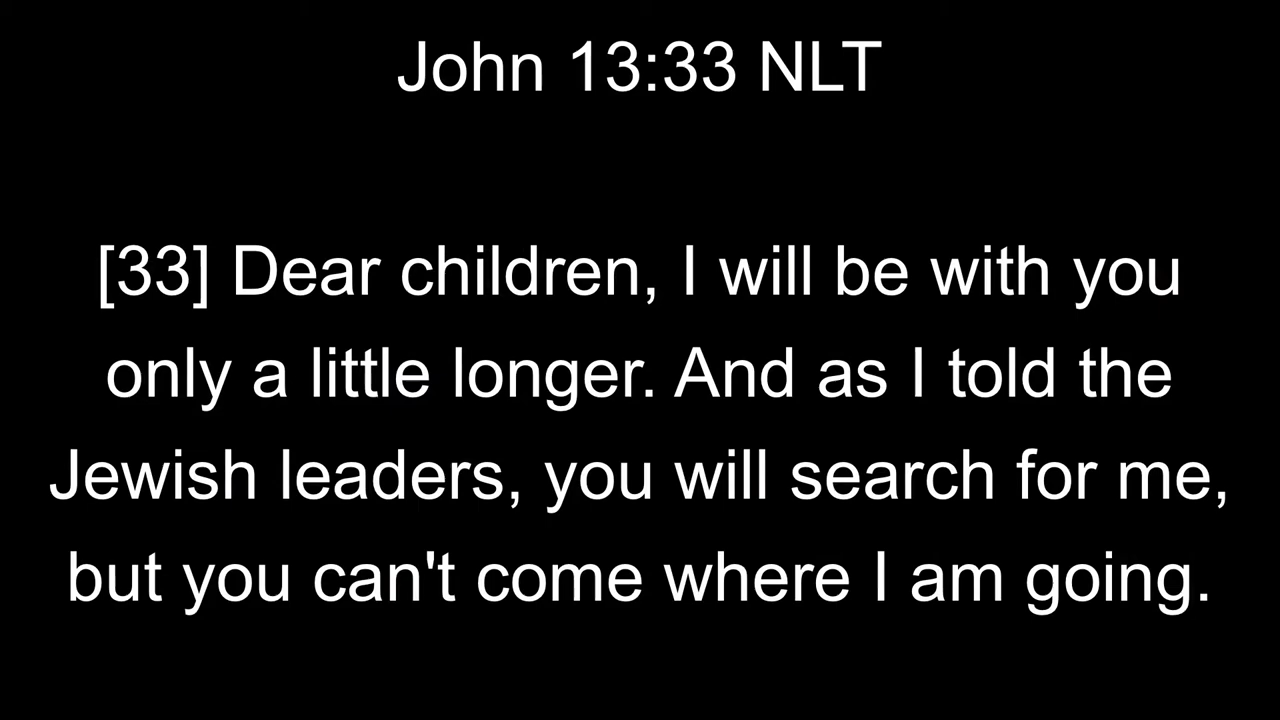 John 13:33 NLT
[33] Dear children, I will be with you
only a little longer. And as I told the
Jewish leaders, you will search for me,
but you can't come where I am going.